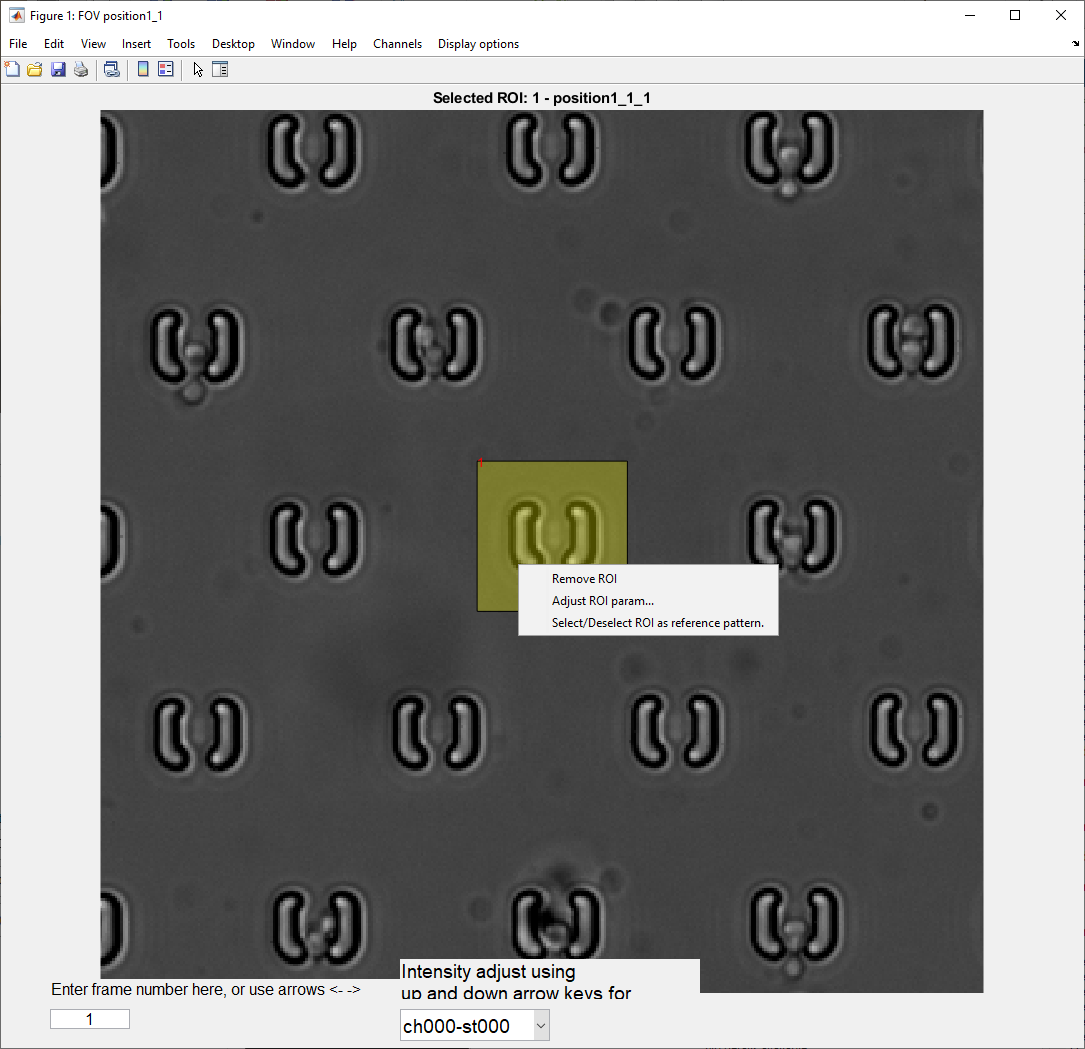 Figure 1: FOV position1_1
File Edit View Insert Tools Desktop Window Help Channels Display options
Selected ROI: 1 - position1_1_1
1
Remove ROI
Adjust ROI param...
Select/Deselect ROI as reference pattern.
Intensity adjust using
up and down arrow keys for
Enter frame number here, or use arrows <- ->
1
ch000-st000